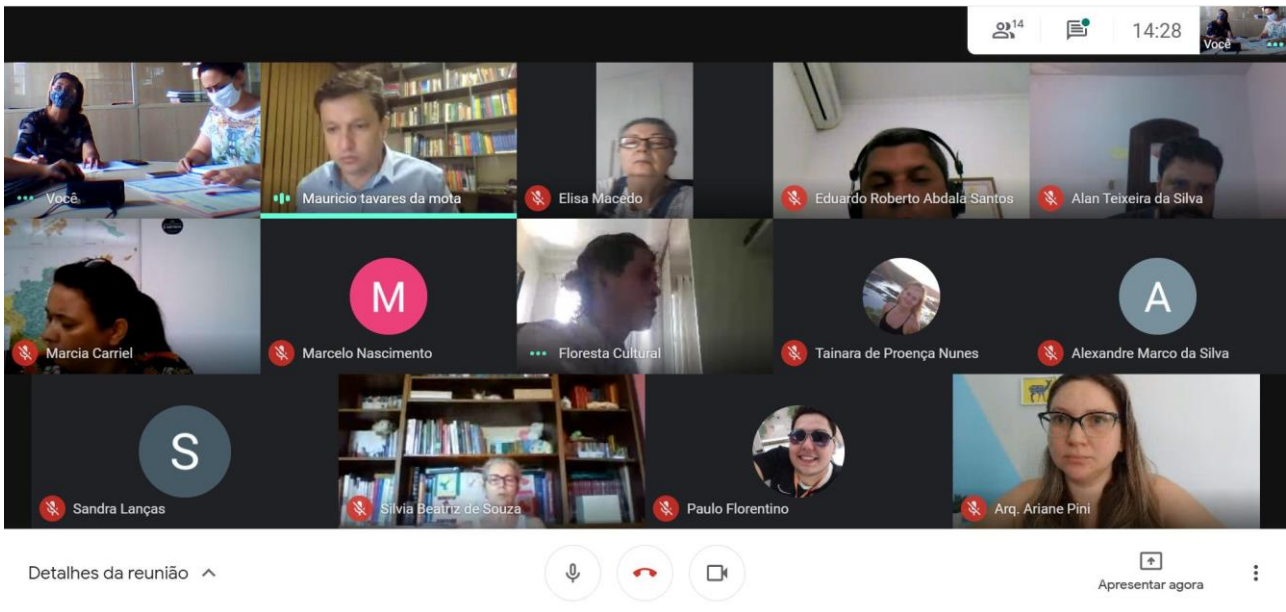 14
14:28
Você
Você
Mauricio tavares da mota
Elisa Macedo
Eduardo Roberto Abdala Santos
Alan Teixeira da Silva
Marcia Carriel
M
Marcelo Nascimento
Floresta Cultural
Tainara de Proença Nunes
A
Alexandre Marco da Silva
S
Sandra Lanças
Silvia Beatriz de Souza
Paulo Florentino
Arq. Ariane Pini
Detalhes da reunião
Apresentar agora